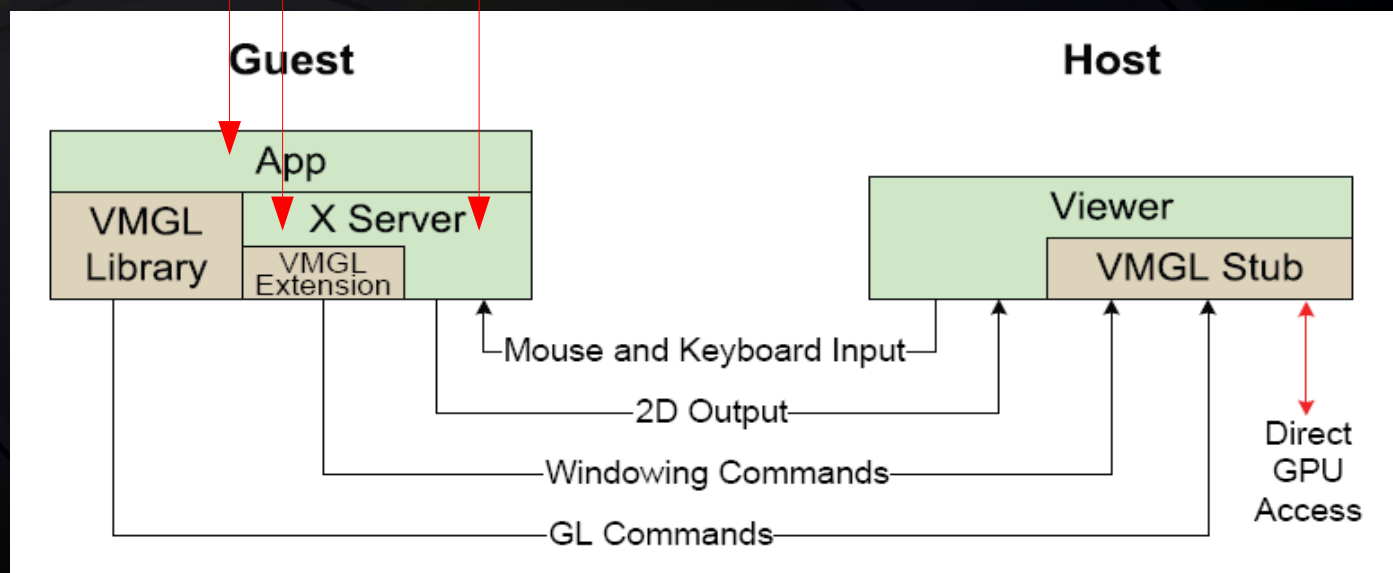 Guest
Host
App
VMGL
Library
X Server
VMGL
Extension
Viewer
VMGL Stub
Mouse and Keyboard Input
2D Output
Windowing Commands
GL Commands
Direct
GPU
Access